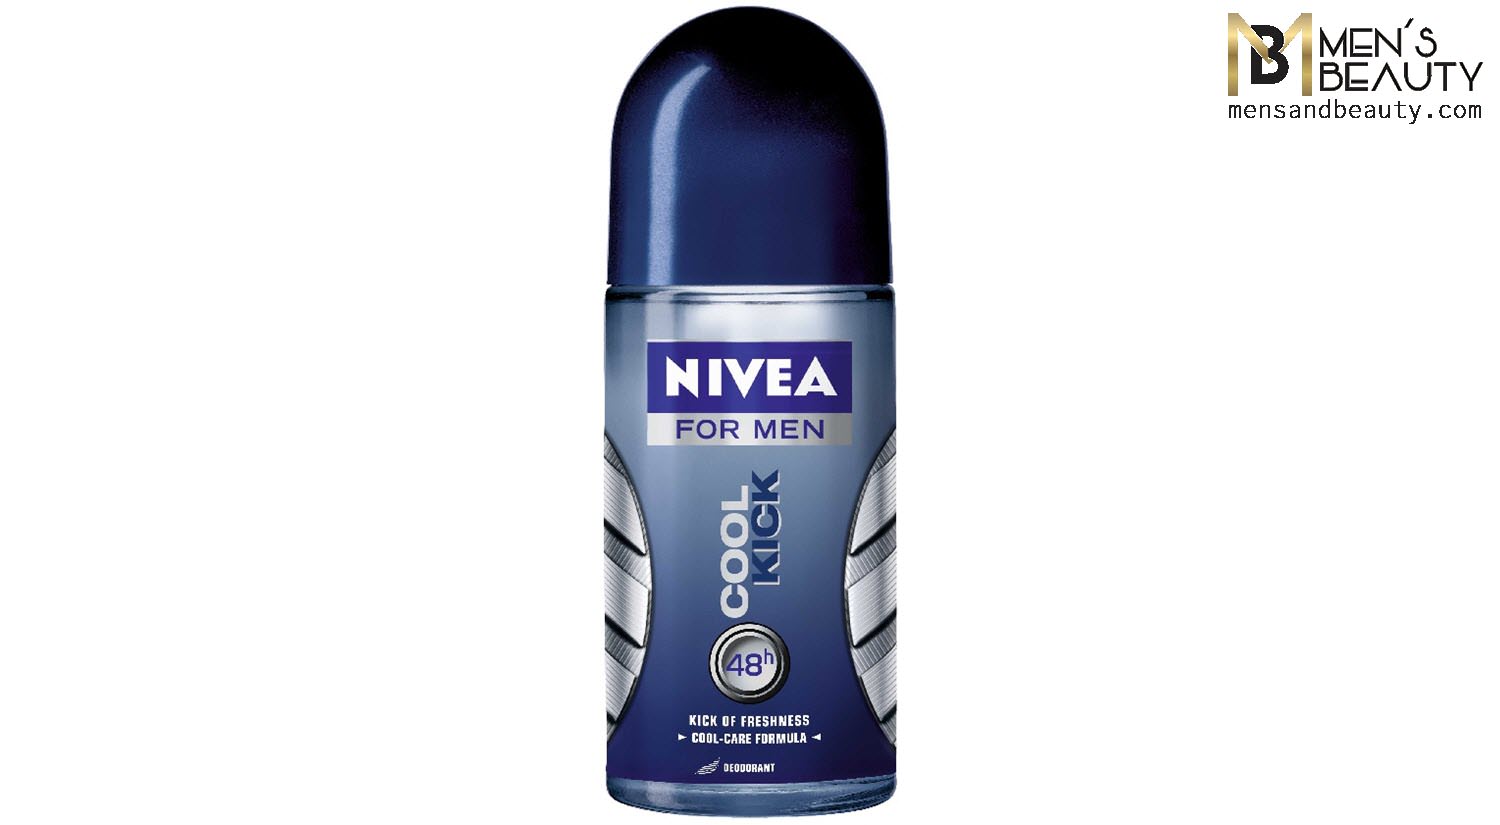 MEN´S
BEAUTY
mensandbeauty.com
NIVEA
FOR MEN
COOL
KICK
48h
KICK OF FRESHNESS
COOL-CARE FORMULA
DEODORANT